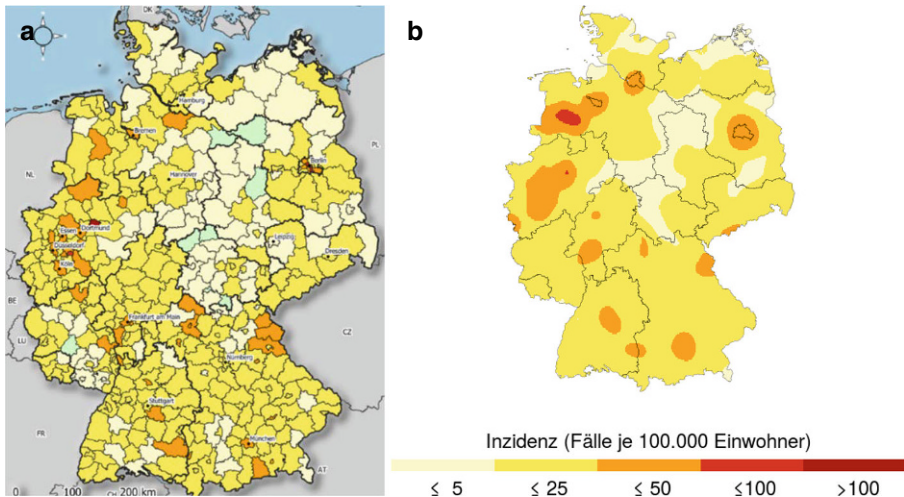 a
DK
Hamburg
Bremen
PL
Berlin
NL
Hannover
Essen
Dortmund
Düsseldorf
Leipzig
Köln
Dresden
BE
Frankfurt am Main
CZ
LU
Nürnberg
Stuttgart
FR
München
AT
0 100 200 km
CH
b
Inzidenz (Fälle je 100.000 Einwohner)
≤ 5 ≤ 25 ≤ 50 ≤100 >100